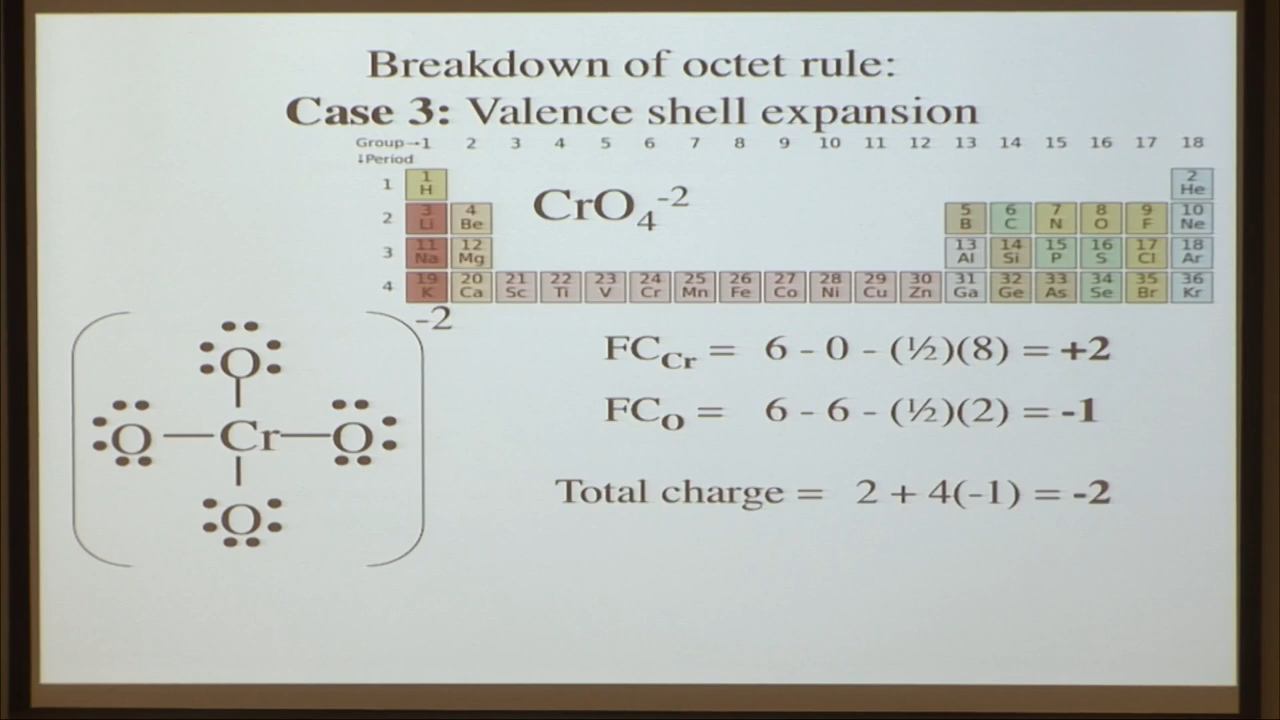 Breakdown of octet rule:
Case 3: Valence shell expansion
Group→1 2 3 4 5 6 7 8 9 10 11 12 13 14 15 16 17 18
↓Period
1 1 H 2 He
CrO₄⁻²
2 3 Li 4 Be 5 B 6 C 7 N 8 O 9 F 10 Ne
3 11 Na 12 Mg 13 Al 14 Si 15 P 16 S 17 Cl 18 Ar
4 19 K 20 Ca 21 Sc 22 Ti 23 V 24 Cr 25 Mn 26 Fe 27 Co 28 Ni 29 Cu 30 Zn 31 Ga 32 Ge 33 As 34 Se 35 Br 36 Kr
-2
O
O — Cr — O
O
FC_Cr = 6 - 0 - (½)(8) = +2
FC_O = 6 - 6 - (½)(2) = -1
Total charge = 2 + 4(-1) = -2